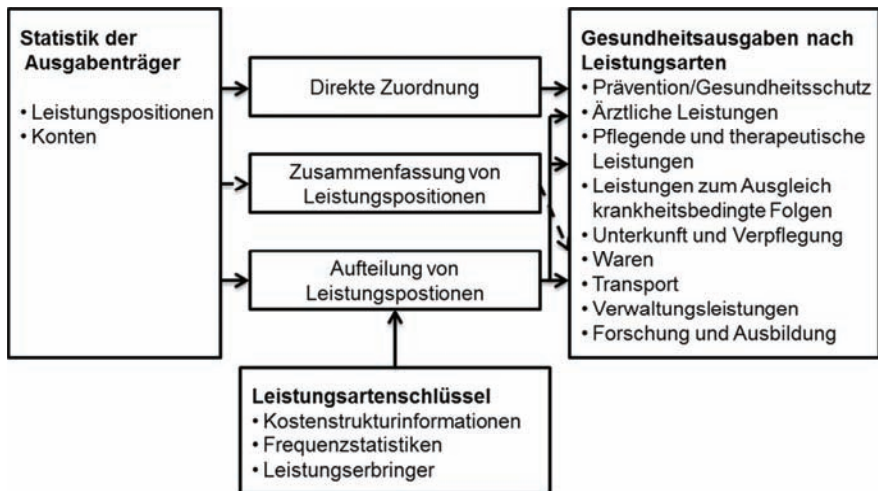 Statistik der
Ausgabenträger
• Leistungspositionen
• Konten
Direkte Zuordnung
Zusammenfassung von
Leistungspositionen
Aufteilung von
Leistungspostionen
Leistungsartenschlüssel
• Kostenstrukturinformationen
• Frequenzstatistiken
• Leistungserbringer
Gesundheitsausgaben nach
Leistungsarten
• Prävention/Gesundheitsschutz
• Ärztliche Leistungen
• Pflegende und therapeutische
Leistungen
• Leistungen zum Ausgleich
krankheitsbedingte Folgen
• Unterkunft und Verpflegung
• Waren
• Transport
• Verwaltungsleistungen
• Forschung und Ausbildung